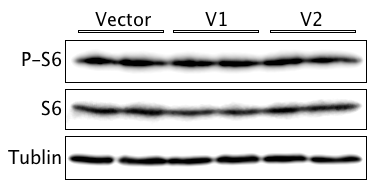 Vector V1 V2
P-S6
S6
Tublin